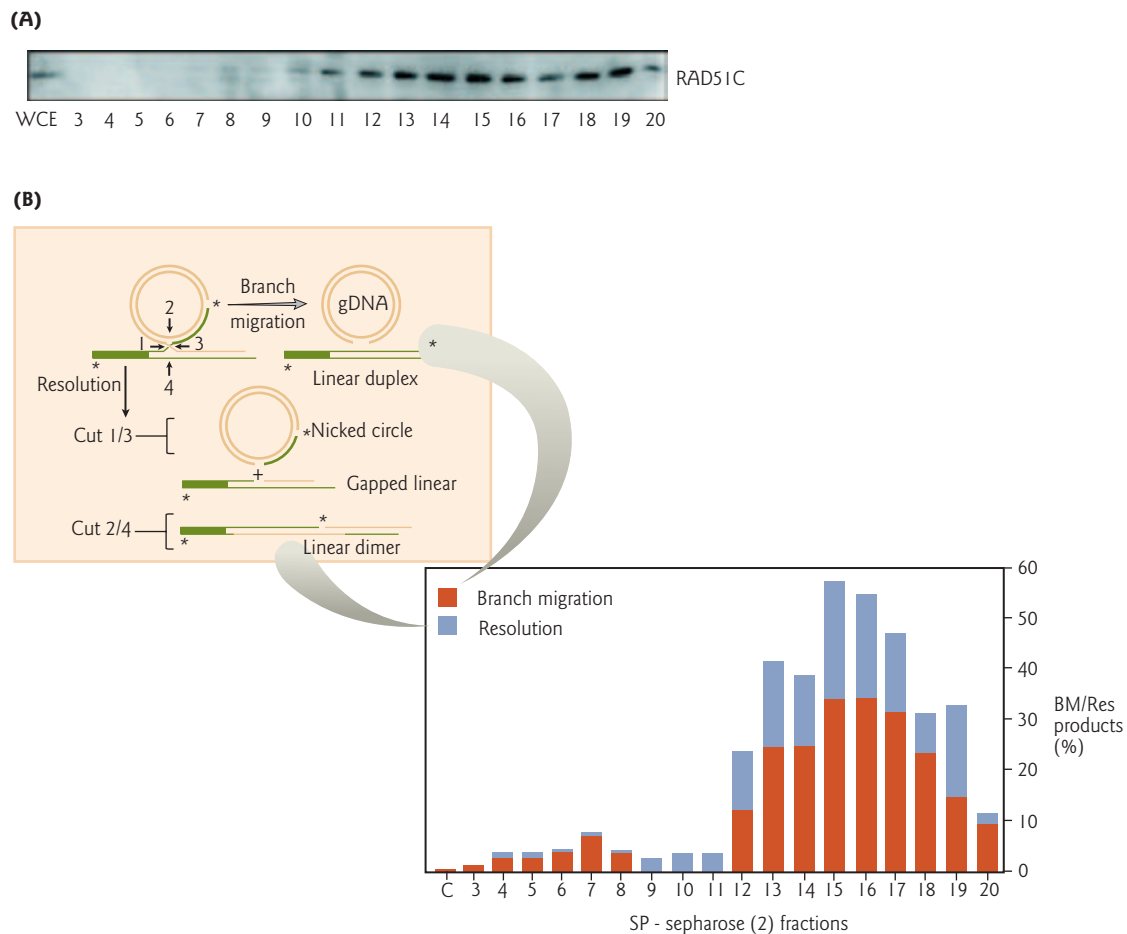 (A)
RAD51C
WCE 3 4 5 6 7 8 9 10 11 12 13 14 15 16 17 18 19 20
(B)
Branch
migration
gDNA
*
2
1
3
*
4
*
*
Linear duplex
Resolution
Cut 1/3
*Nicked circle
+
Gapped linear
*
Cut 2/4
*
*
Linear dimer
Branch migration
Resolution
60
50
40
30
20
10
0
BM/Res
products
(%)
C 3 4 5 6 7 8 9 10 11 12 13 14 15 16 17 18 19 20
SP - sepharose (2) fractions